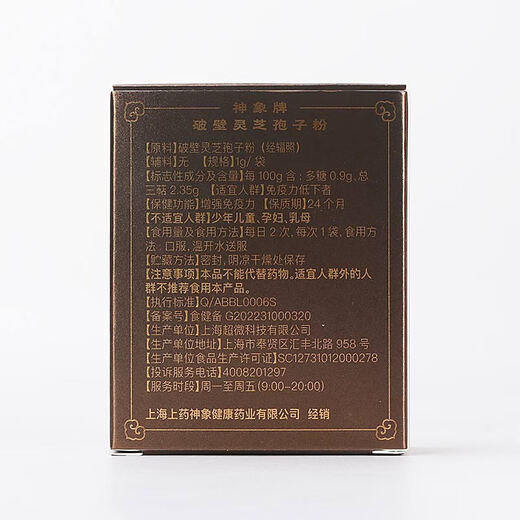 神象牌
破壁灵芝孢子粉
【原料】破壁灵芝孢子粉（经辐照）
【辅料】无 【规格】1g/袋
【标志性成分及含量】每100g含：多糖0.9g、总
三萜2.35g 【适宜人群】免疫力低下者
【保健功能】增强免疫力 【保质期】24个月
【不适宜人群】少年儿童、孕妇、乳母
【食用量及食用方法】每日2次，每次1袋，食用方
法：口服，温开水送服
【贮藏方法】密封，阴凉干燥处保存
【注意事项】本品不能代替药物。适宜人群外的人
群不推荐食用本产品。
【执行标准】Q/ABBL0006S
【备案号】食健备G202231000320
【生产单位】上海超微科技有限公司
【生产单位地址】上海市奉贤区汇丰北路958号
【生产单位食品生产许可证】SC12731012000278
【投诉服务电话】4008201297
【服务时段】周一至周五(9:00-20:00)
上海上药神象健康药业有限公司 经销